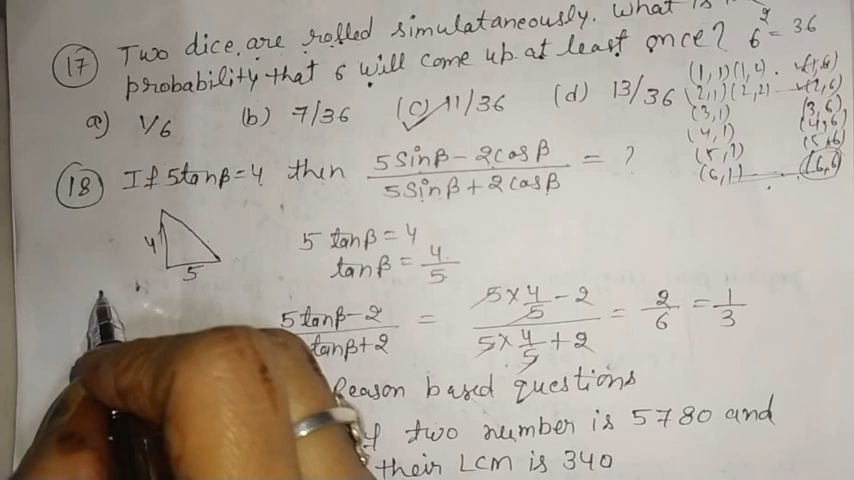 (17) Two dice are rolled simulataneously. What is
probability that 6 will come up at least once? 6² = 36
a) 1/6 (b) 7/36 (c) 11/36 (d) 13/36
(1,1)(1,2) (1,6)
(2,1)(2,2) (2,6)
(3,1) (3,6)
(4,1) (4,6)
(5,1) (5,6)
(6,1) (6,6)
(18) If 5tanβ=4 then (5Sinβ - 2cosβ)/(5Sinβ + 2cosβ) = ?
4
5
5 tanβ = 4
tanβ = 4/5
(5tanβ - 2)/(tanβ + 2) = (5×4/5 - 2)/(5×4/5 + 2) = 2/6 = 1/3
Reason based questions
f two number is 5780 and
their LCM is 340